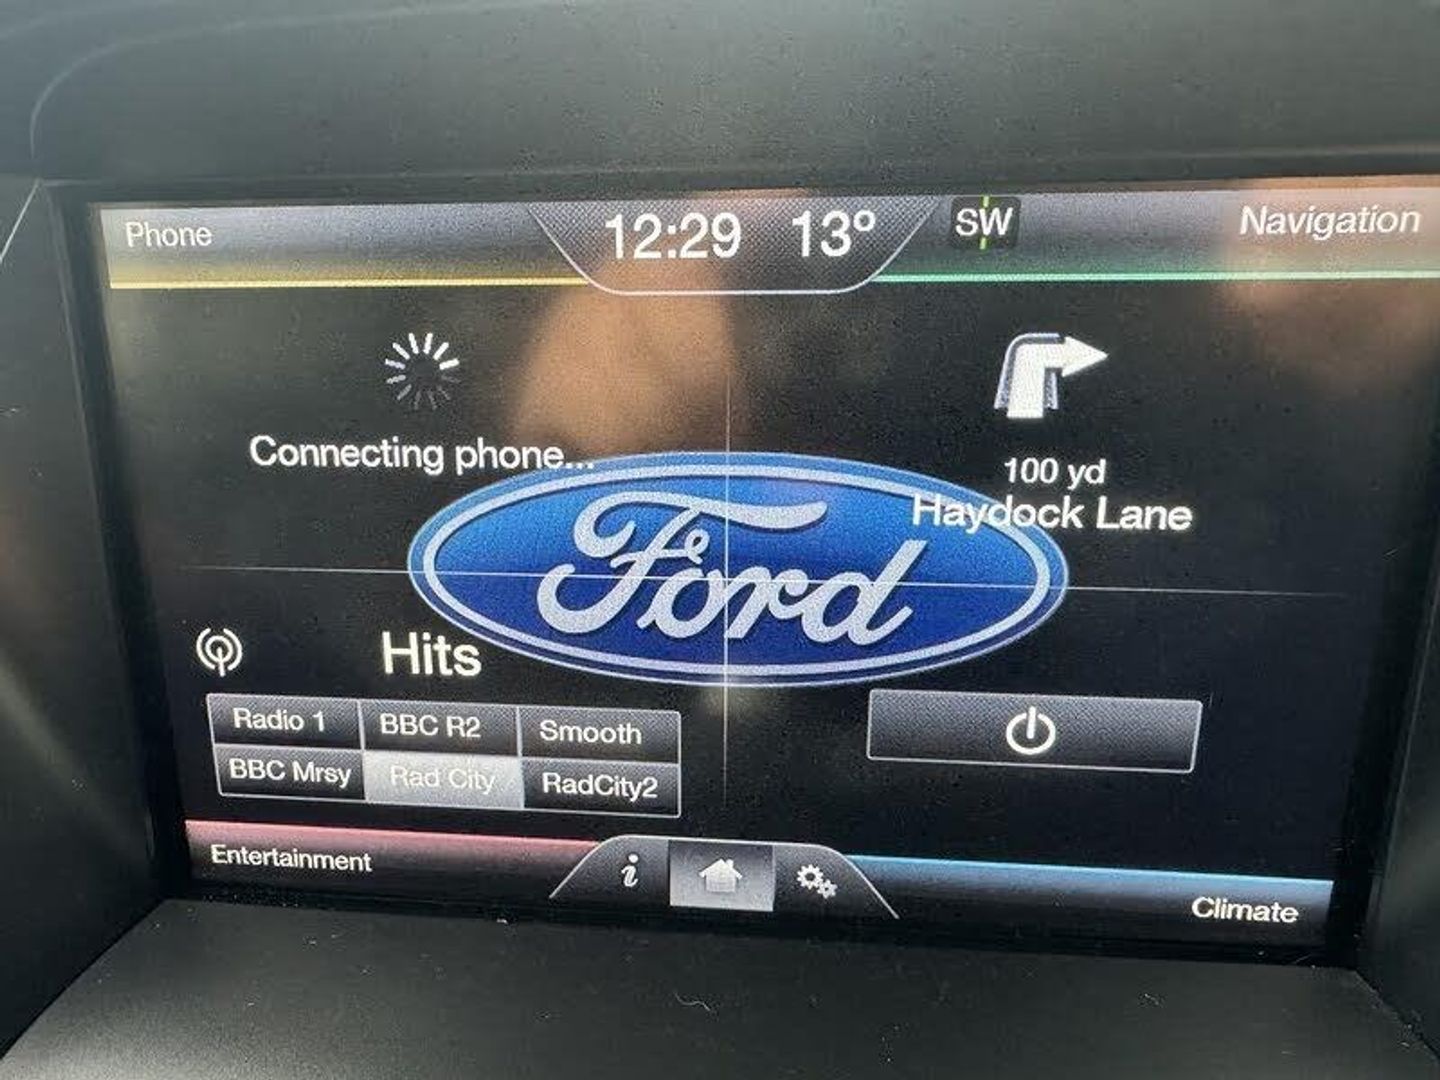 Phone
12:29 13°
SW
Navigation
Connecting phone...
100 yd
Haydock Lane
Ford
Hits
Radio 1
BBC R2
Smooth
BBC Mrsy
Rad City
RadCity2
Entertainment
i
Climate